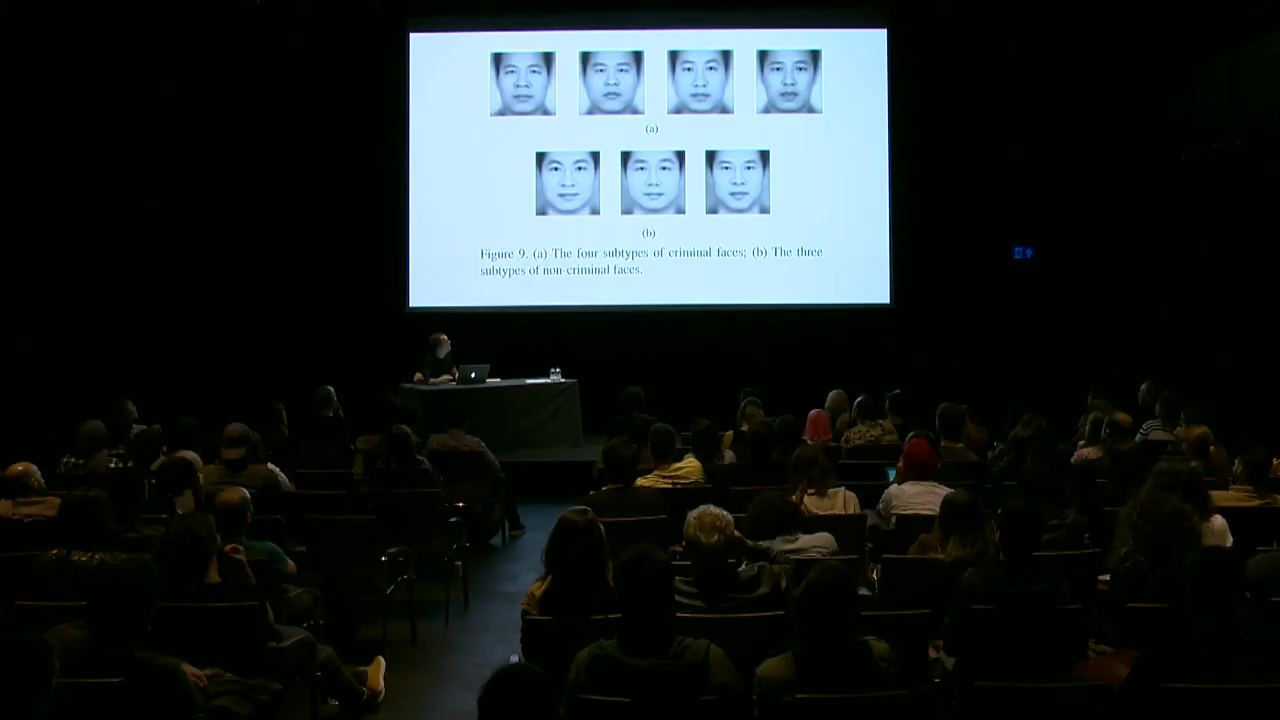 (a)
(b)
Figure 9. (a) The four subtypes of criminal faces; (b) The three
subtypes of non-criminal faces.